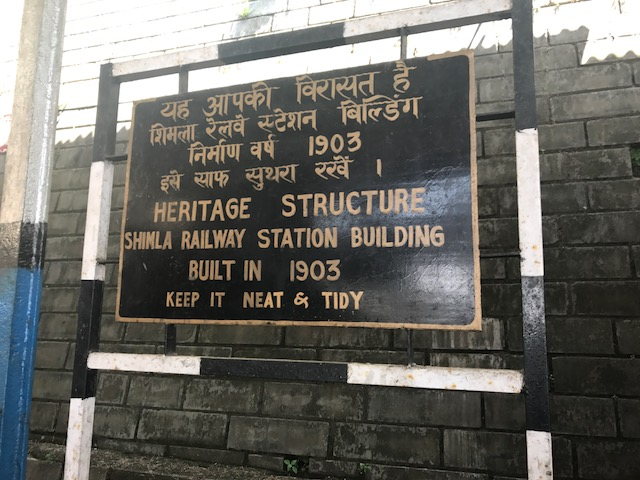 यह आपकी विरासत है
शिमला रेलवे स्टेशन बिल्डिंग
निर्माण वर्ष 1903
इसे साफ सुथरा रखें ।
HERITAGE STRUCTURE
SHIMLA RAILWAY STATION BUILDING
BUILT IN 1903
KEEP IT NEAT & TIDY